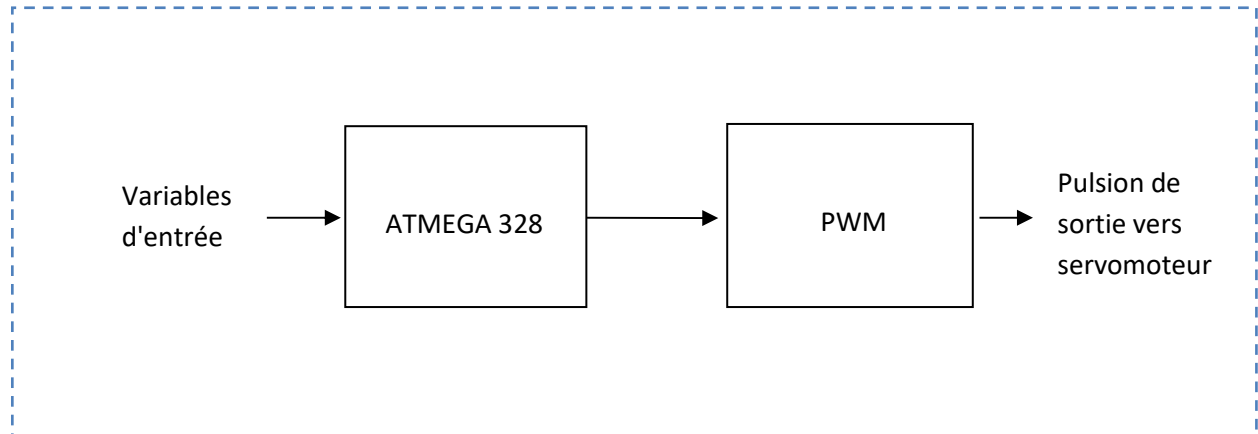 Variables
d'entrée
ATMEGA 328
PWM
Pulsion de
sortie vers
servomoteur